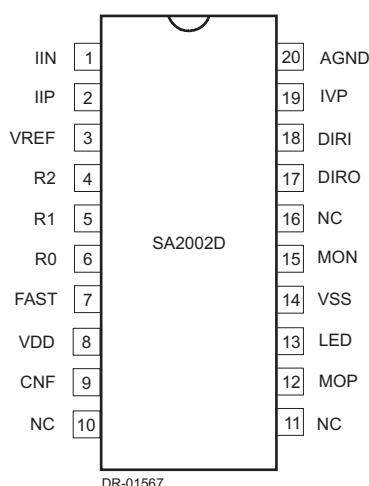 IIN 1 20 AGND
IIP 2 19 IVP
VREF 3 18 DIRI
R2 4 17 DIRO
R1 5 16 NC
SA2002D
R0 6 15 MON
FAST 7 14 VSS
VDD 8 13 LED
CNF 9 12 MOP
NC 10 11 NC
DR-01567